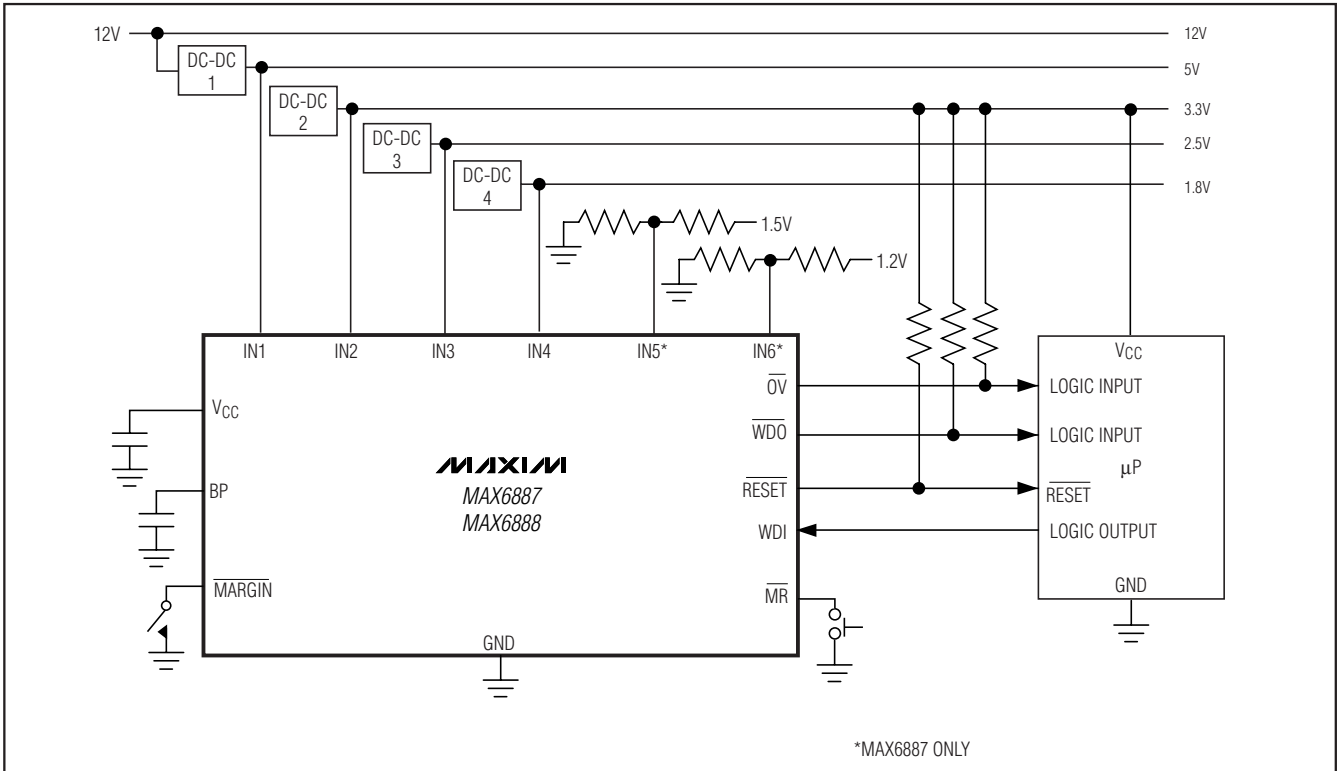 12V
12V
DC-DC
1
5V
DC-DC
2
3.3V
DC-DC
3
2.5V
DC-DC
4
1.8V
1.5V
1.2V
IN1 IN2 IN3 IN4 IN5* IN6*
VCC
BP
MARGIN
MAXIM
MAX6887
MAX6888
GND
OV
WDO
RESET
WDI
MR
VCC
LOGIC INPUT
LOGIC INPUT
μP
RESET
LOGIC OUTPUT
GND
*MAX6887 ONLY